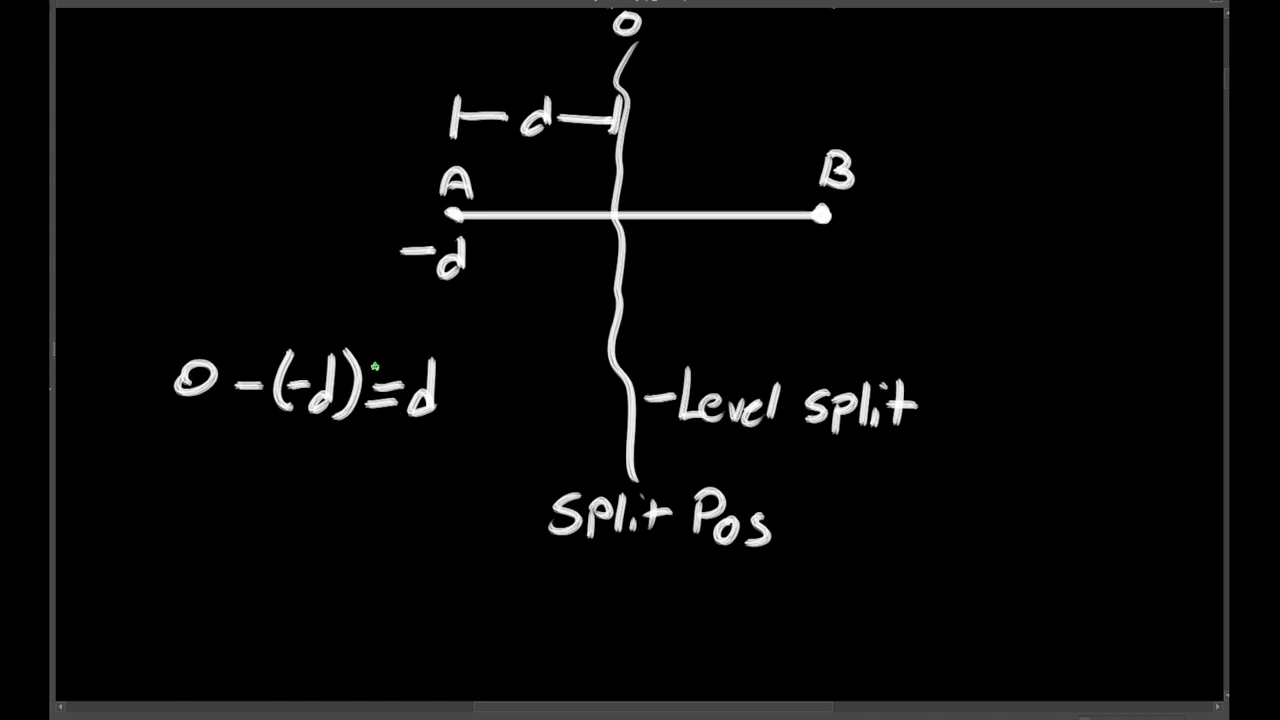 0
d
A
B
-d
0 - (-d) = d
- Level split
Split Pos